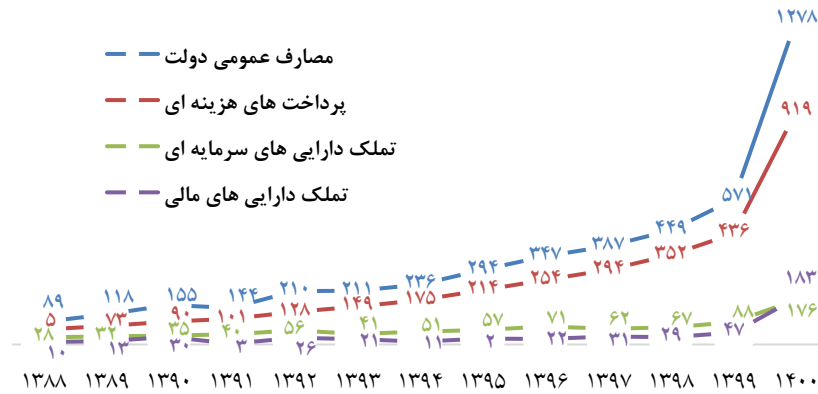 ۱۲۷۸
مصارف عمومی دولت
پرداخت های هزینه ای
۹۱۹
تملک دارایی های سرمایه ای
تملک دارایی های مالی
۸۹ ۱۱۸ ۱۵۵ ۱۴۴ ۲۱۰ ۲۱۱ ۲۳۶ ۲۹۴ ۳۴۷ ۳۸۷ ۴۴۹ ۵۷۱
۵ ۷۳ ۹۰ ۱۰۱ ۱۲۸ ۱۴۹ ۱۷۵ ۲۱۴ ۲۵۴ ۲۹۴ ۳۵۲ ۴۳۶
۲۸ ۳۲ ۳۵ ۴۰ ۵۶ ۴۱ ۵۱ ۵۷ ۷۱ ۶۲ ۶۷ ۸۸ ۱۷۶
۱۰ ۱۳ ۳۰ ۳ ۲۶ ۲۱ ۱۱ ۲ ۲۲ ۳۱ ۲۹ ۴۷ ۱۸۳
۱۳۸۸ ۱۳۸۹ ۱۳۹۰ ۱۳۹۱ ۱۳۹۲ ۱۳۹۳ ۱۳۹۴ ۱۳۹۵ ۱۳۹۶ ۱۳۹۷ ۱۳۹۸ ۱۳۹۹ ۱۴۰۰